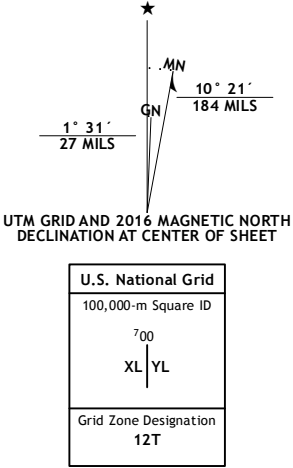 ★
MN
GN
10° 21´
184 MILS
1° 31´
27 MILS
UTM GRID AND 2016 MAGNETIC NORTH
DECLINATION AT CENTER OF SHEET
U.S. National Grid
100,000-m Square ID
⁷00
XL YL
Grid Zone Designation
12T